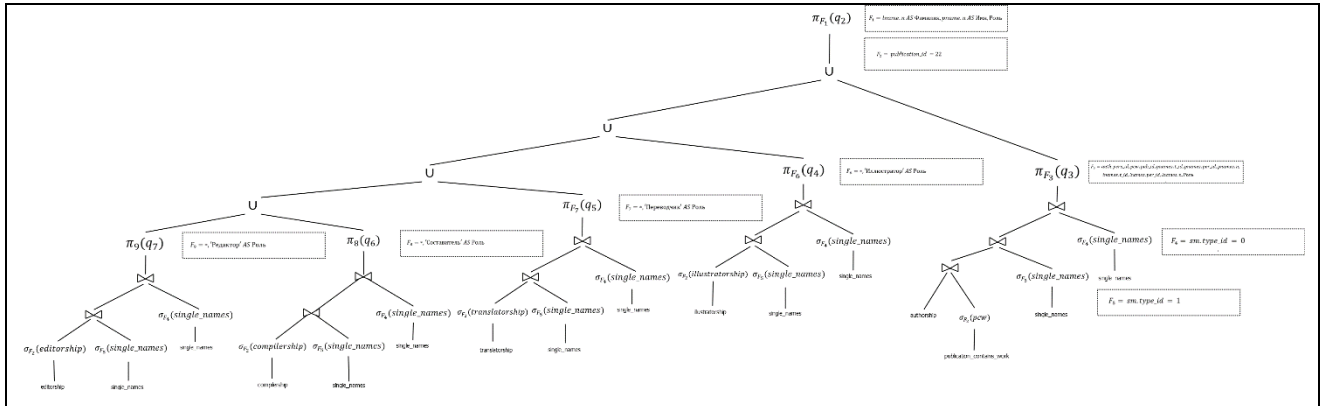 π_{F_1}(q_2)
F_1 = lname.n AS Фамилия, pname.n AS Имя, Роль
F_2 = publication_id = 22
∪
∪
∪
π_{F_6}(q_4)
F_6 = *, 'Иллюстратор' AS Роль
π_{F_3}(q_3)
∪
π_{F_7}(q_5)
F_7 = *, 'Переводчик' AS Роль
⋈
⋈
π_9(q_7)
F_9 = *, 'Редактор' AS Роль
π_8(q_6)
F_8 = *, 'Составитель' AS Роль
⋈
⋈
σ_{F_4}(single_names)
⋈
σ_{F_4}(single_names)
F_4 = sm.type_id = 0
⋈
⋈
⋈
σ_{F_4}(single_names)
σ_{F_2}(illustratorship)
σ_{F_5}(single_names)
single_names
⋈
σ_{F_5}(single_names)
single_names
F_5 = sm.type_id = 1
⋈
σ_{F_4}(single_names)
⋈
σ_{F_4}(single_names)
σ_{F_2}(translatorship)
σ_{F_5}(single_names)
single_names
illustratorship
single_names
authorship
σ_{F_2}(pcw)
single_names
σ_{F_2}(editorship)
σ_{F_5}(single_names)
single_names
σ_{F_2}(compilership)
σ_{F_5}(single_names)
single_names
translatorship
single_names
publication_contains_work
editorship
single_names
compilership
single_names